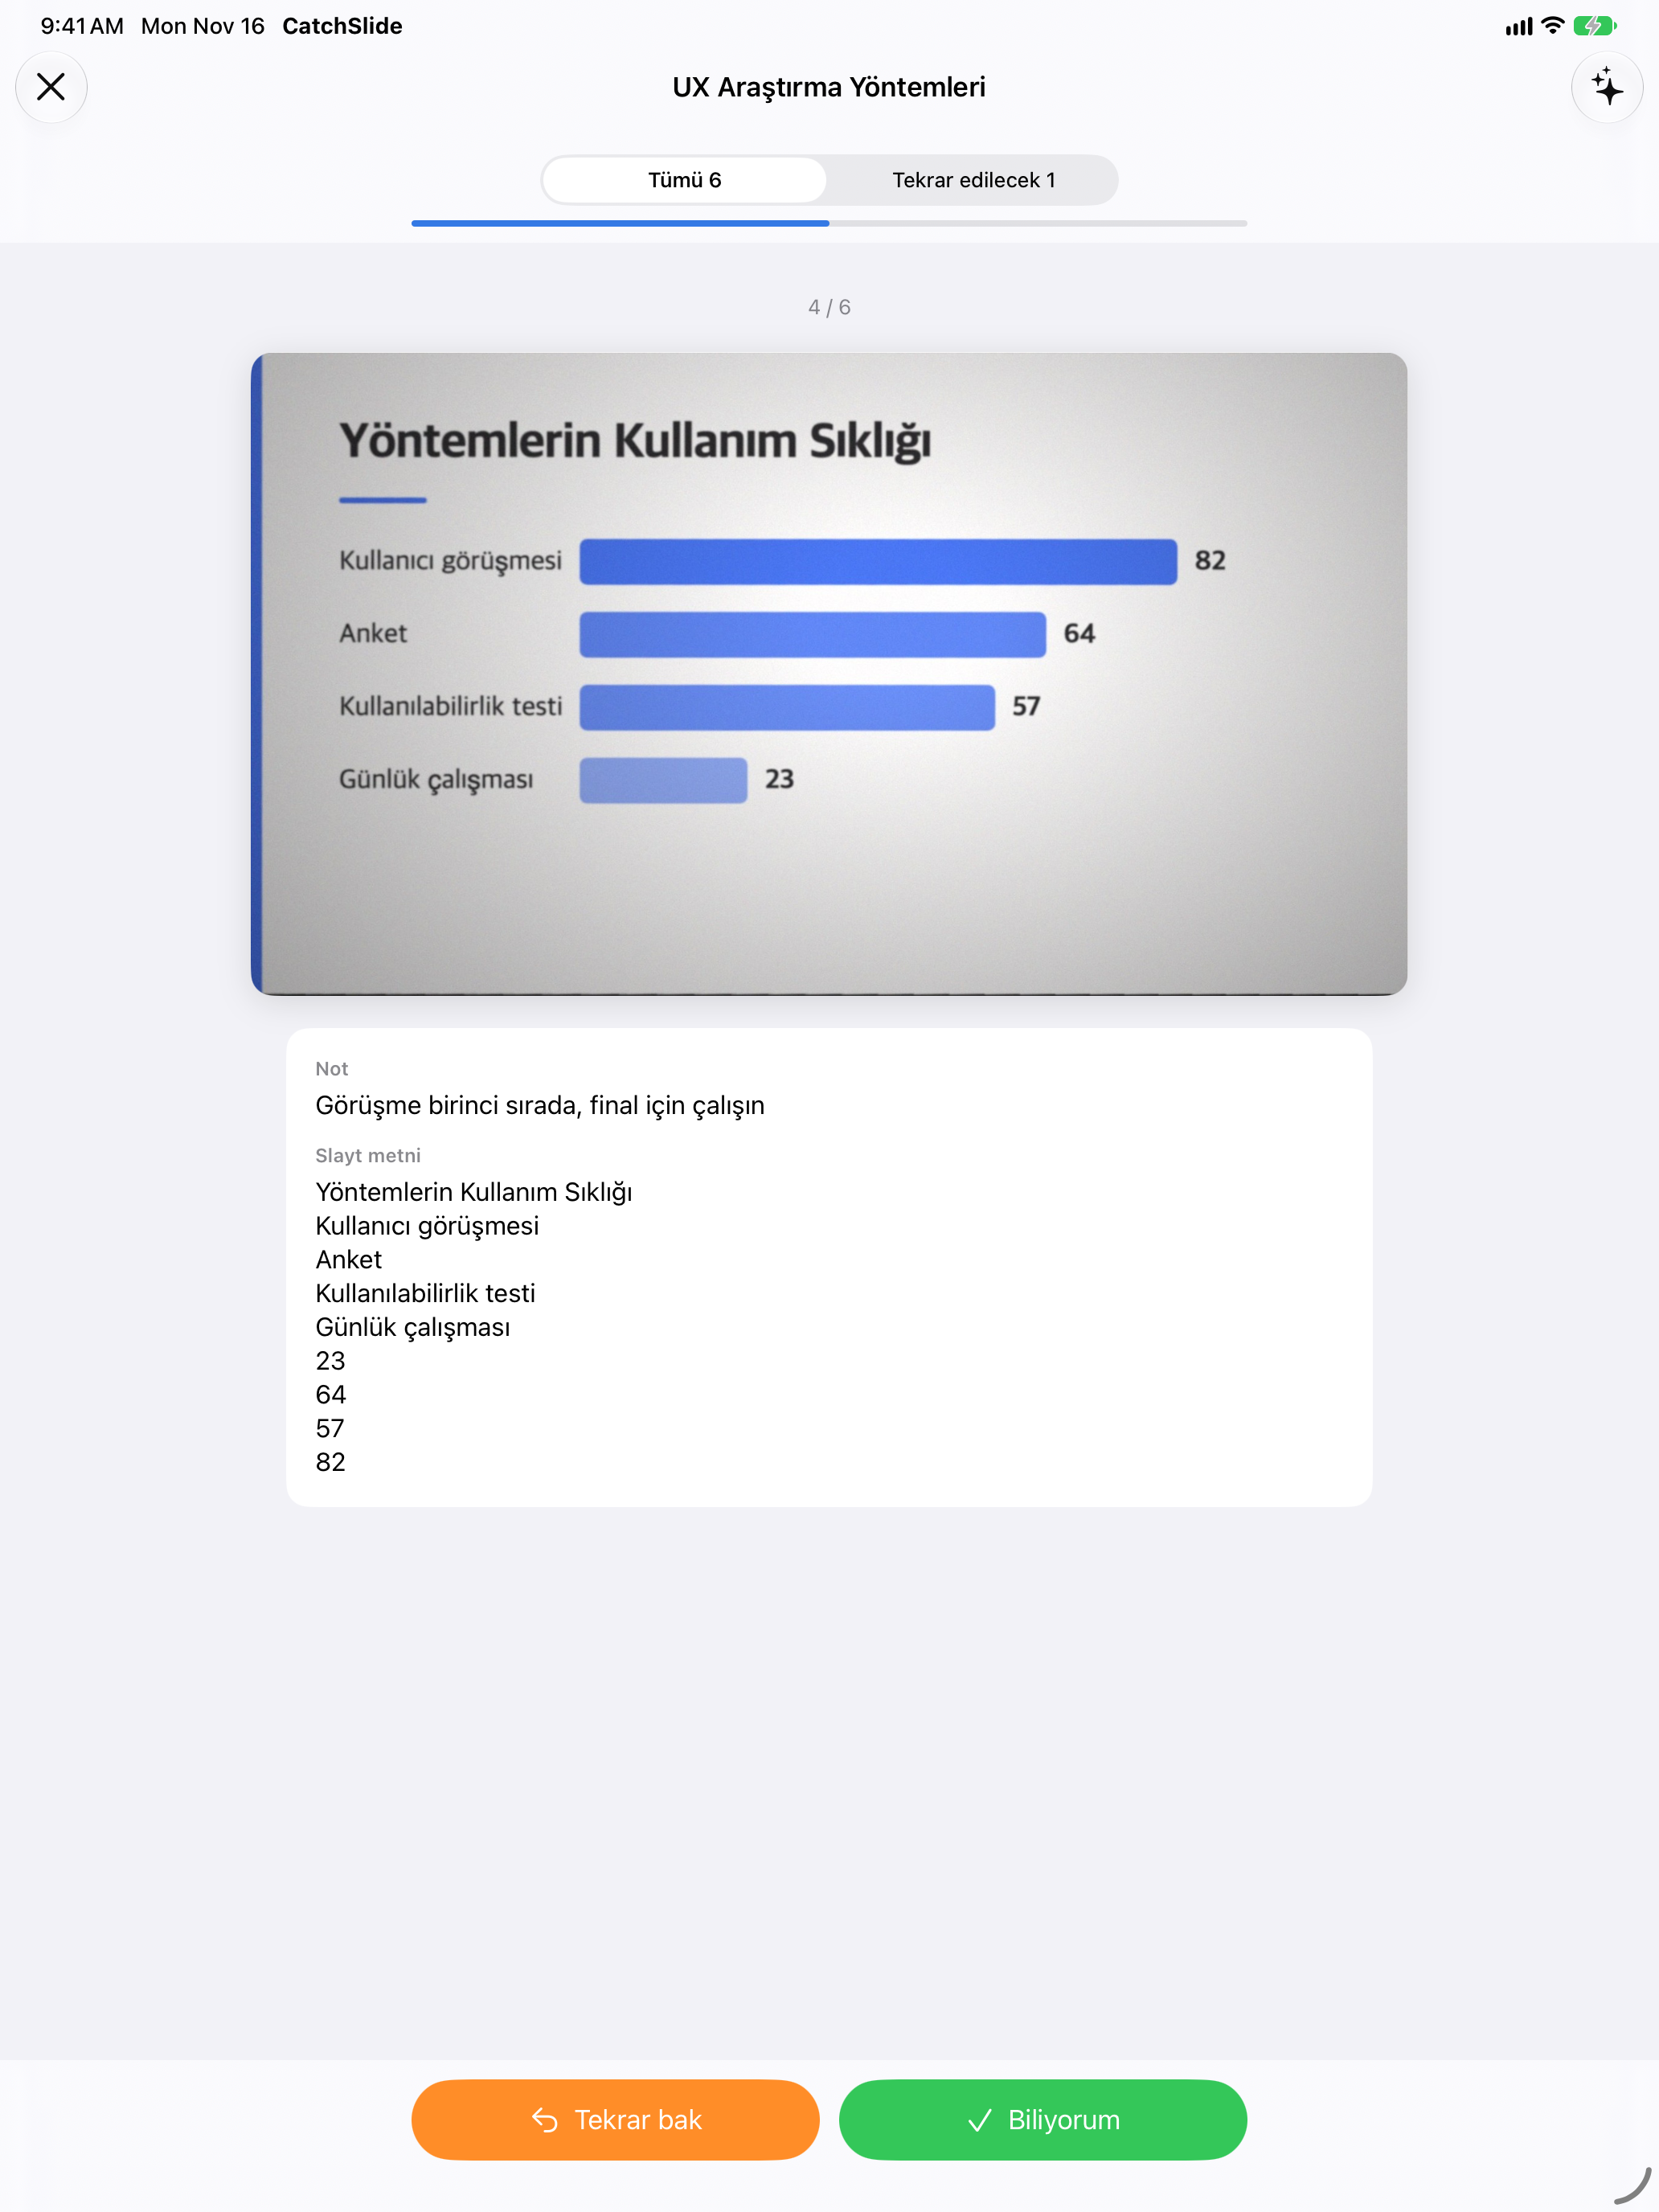 9:41 AM Mon Nov 16 CatchSlide
UX Araştırma Yöntemleri
Tümü 6
Tekrar edilecek 1
4 / 6
Yöntemlerin Kullanım Sıklığı
Kullanıcı görüşmesi 82
Anket 64
Kullanılabilirlik testi 57
Günlük çalışması 23
Not
Görüşme birinci sırada, final için çalışın
Slayt metni
Yöntemlerin Kullanım Sıklığı
Kullanıcı görüşmesi
Anket
Kullanılabilirlik testi
Günlük çalışması
23
64
57
82
Tekrar bak
Biliyorum